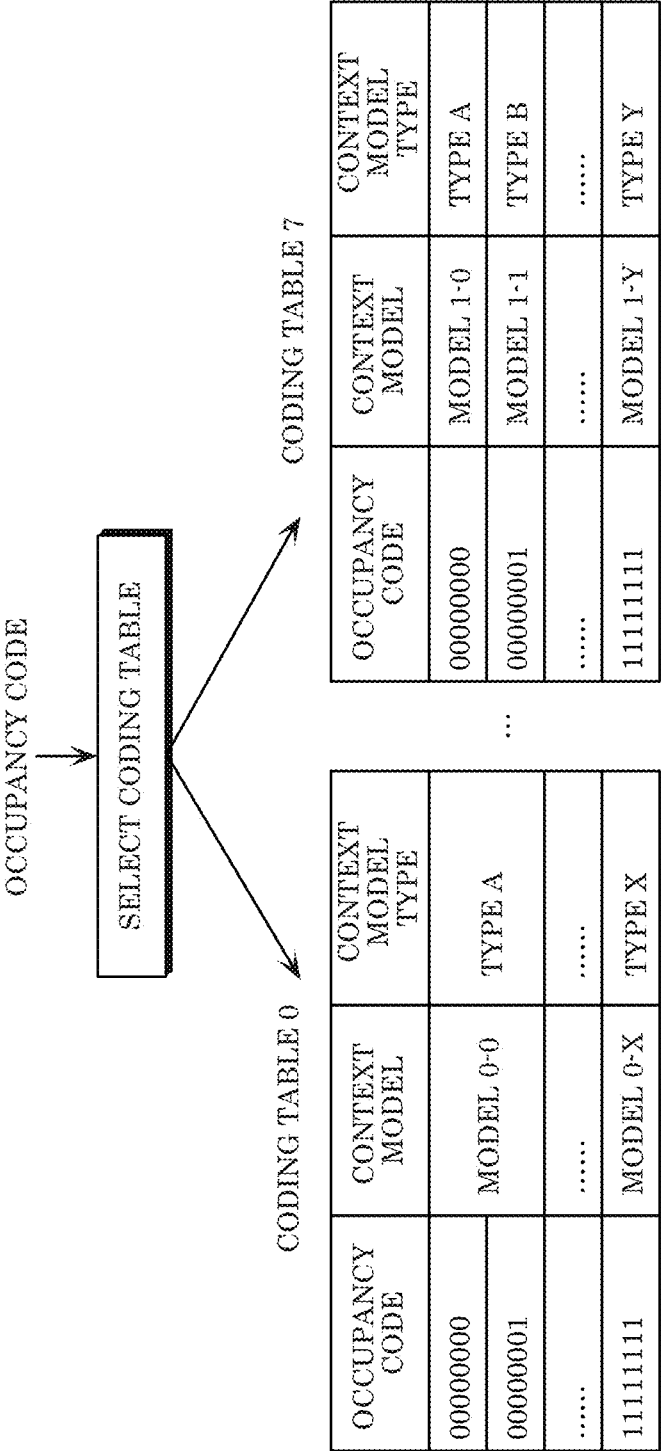 OCCUPANCY CODE
SELECT CODING TABLE
CODING TABLE 0
OCCUPANCY
CODE
CONTEXT
MODEL
CONTEXT
MODEL
TYPE
00000000
MODEL 0-0
TYPE A
00000001
......
......
......
11111111
MODEL 0-X
TYPE X
...
CODING TABLE 7
OCCUPANCY
CODE
CONTEXT
MODEL
CONTEXT
MODEL
TYPE
00000000
MODEL 1-0
TYPE A
00000001
MODEL 1-1
TYPE B
......
......
......
11111111
MODEL 1-Y
TYPE Y